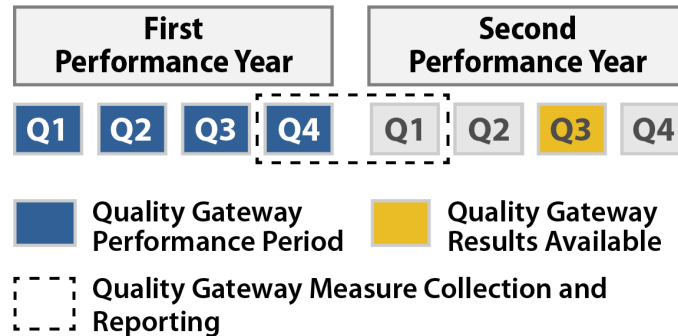 First
Performance Year
Second
Performance Year
Q1 Q2 Q3 Q4 Q1 Q2 Q3 Q4
Quality Gateway
Performance Period
Quality Gateway
Results Available
Quality Gateway Measure Collection and
Reporting